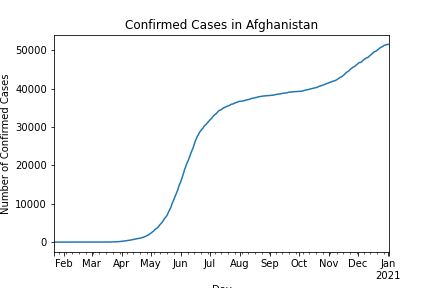 Confirmed Cases in Afghanistan
Number of Confirmed Cases
50000
40000
30000
20000
10000
0
Feb Mar Apr May Jun Jul Aug Sep Oct Nov Dec Jan
2021